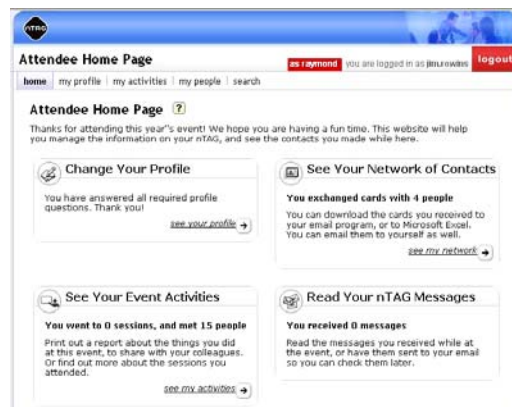 nTAG
Attendee Home Page
as raymond you are logged in as jim.rowins logout
home my profile my activities my people search
Attendee Home Page ?
Thanks for attending this year"s event! We hope you are having a fun time. This website will help
you manage the information on your nTAG, and see the contacts you made while here.
Change Your Profile
You have answered all required profile
questions. Thank you!
see your profile
See Your Network of Contacts
You exchanged cards with 4 people
You can download the cards you received to
your email program, or to Microsoft Excel.
You can email them to yourself as well.
see my network
See Your Event Activities
You went to 0 sessions, and met 15 people
Print out a report about the things you did
at this event, to share with your colleagues.
Or find out more about the sessions you
attended.
see my activities
Read Your nTAG Messages
You received 0 messages
Read the messages you received while at
the event, or have them sent to your email
so you can check them later.